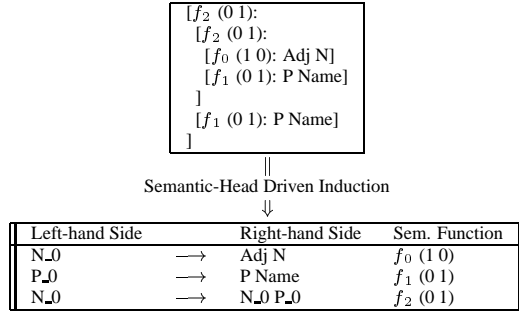 [f₂ (0 1):
[f₂ (0 1):
[f₀ (1 0): Adj N]
[f₁ (0 1): P Name]
]
[f₁ (0 1): P Name]
]
||
Semantic-Head Driven Induction
⇓
Left-hand Side Right-hand Side Sem. Function
N_0 → Adj N f₀ (1 0)
P_0 → P Name f₁ (0 1)
N_0 → N_0 P_0 f₂ (0 1)